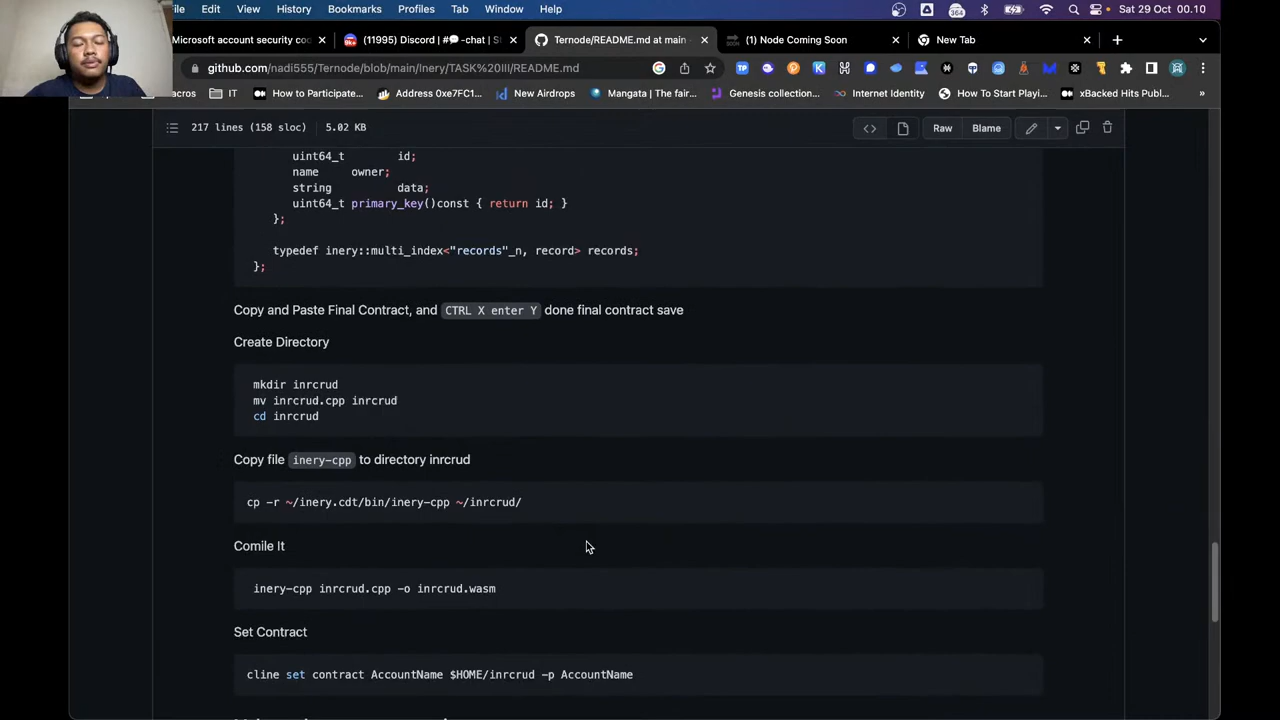 File Edit View History Bookmarks Profiles Tab Window Help
364 Sat 29 Oct 00.10
Microsoft account security cod
(11995) Discord | #💬-chat | S
Ternode/README.md at main
(1) Node Coming Soon
New Tab
github.com/nadi555/Ternode/blob/main/Inery/TASK%20III/README.md
IT
How to Participate...
Address 0xe7FC1...
New Airdrops
Mangata | The fair...
Genesis collection...
Internet Identity
How To Start Playi...
xBacked Hits Publ...
»
217 lines (158 sloc) 5.02 KB
Raw Blame
uint64_t id;
name owner;
string data;
uint64_t primary_key()const { return id; }
};
typedef inery::multi_index<"records"_n, record> records;
};
Copy and Paste Final Contract, and CTRL X enter Y done final contract save
Create Directory
mkdir inrcrud
mv inrcrud.cpp inrcrud
cd inrcrud
Copy file inery-cpp to directory inrcrud
cp -r ~/inery.cdt/bin/inery-cpp ~/inrcrud/
Comile It
inery-cpp inrcrud.cpp -o inrcrud.wasm
Set Contract
cline set contract AccountName $HOME/inrcrud -p AccountName